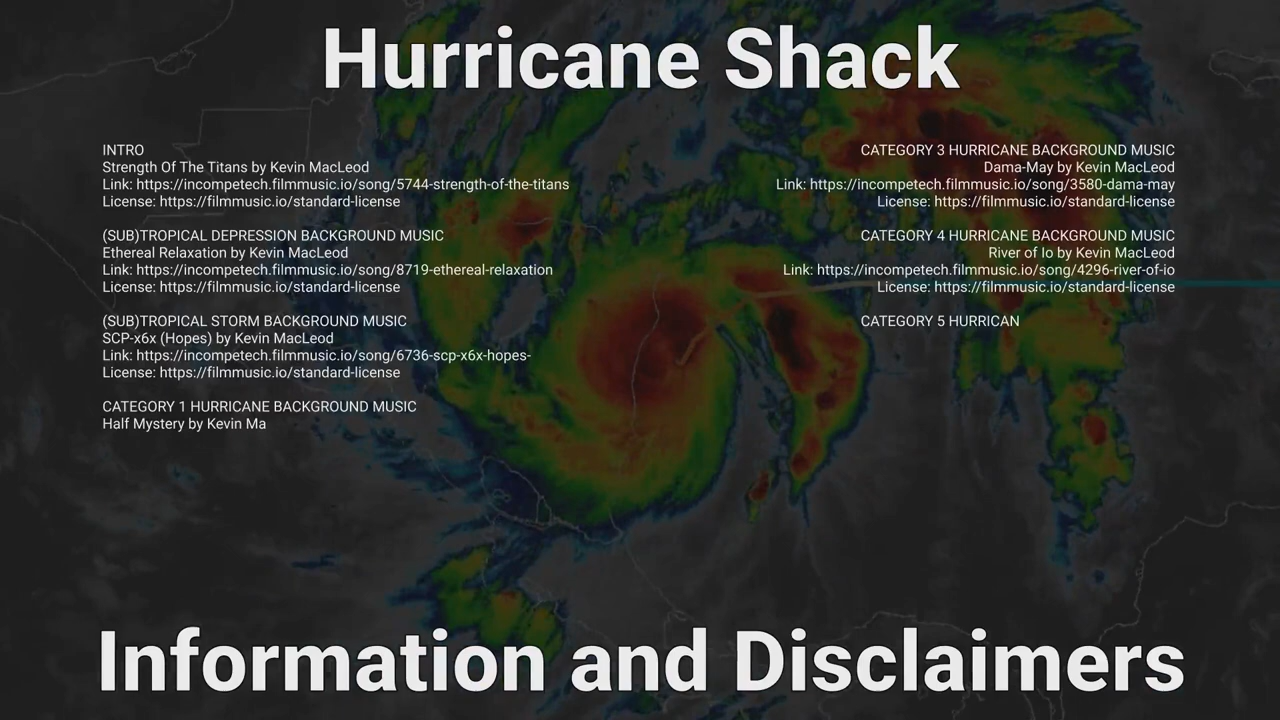 Hurricane Shack
INTRO
Strength Of The Titans by Kevin MacLeod
Link: https://incompetech.filmmusic.io/song/5744-strength-of-the-titans
License: https://filmmusic.io/standard-license
(SUB)TROPICAL DEPRESSION BACKGROUND MUSIC
Ethereal Relaxation by Kevin MacLeod
Link: https://incompetech.filmmusic.io/song/8719-ethereal-relaxation
License: https://filmmusic.io/standard-license
(SUB)TROPICAL STORM BACKGROUND MUSIC
SCP-x6x (Hopes) by Kevin MacLeod
Link: https://incompetech.filmmusic.io/song/6736-scp-x6x-hopes-
License: https://filmmusic.io/standard-license
CATEGORY 1 HURRICANE BACKGROUND MUSIC
Half Mystery by Kevin Ma
CATEGORY 3 HURRICANE BACKGROUND MUSIC
Dama-May by Kevin MacLeod
Link: https://incompetech.filmmusic.io/song/3580-dama-may
License: https://filmmusic.io/standard-license
CATEGORY 4 HURRICANE BACKGROUND MUSIC
River of Io by Kevin MacLeod
Link: https://incompetech.filmmusic.io/song/4296-river-of-io
License: https://filmmusic.io/standard-license
CATEGORY 5 HURRICAN
Information and Disclaimers